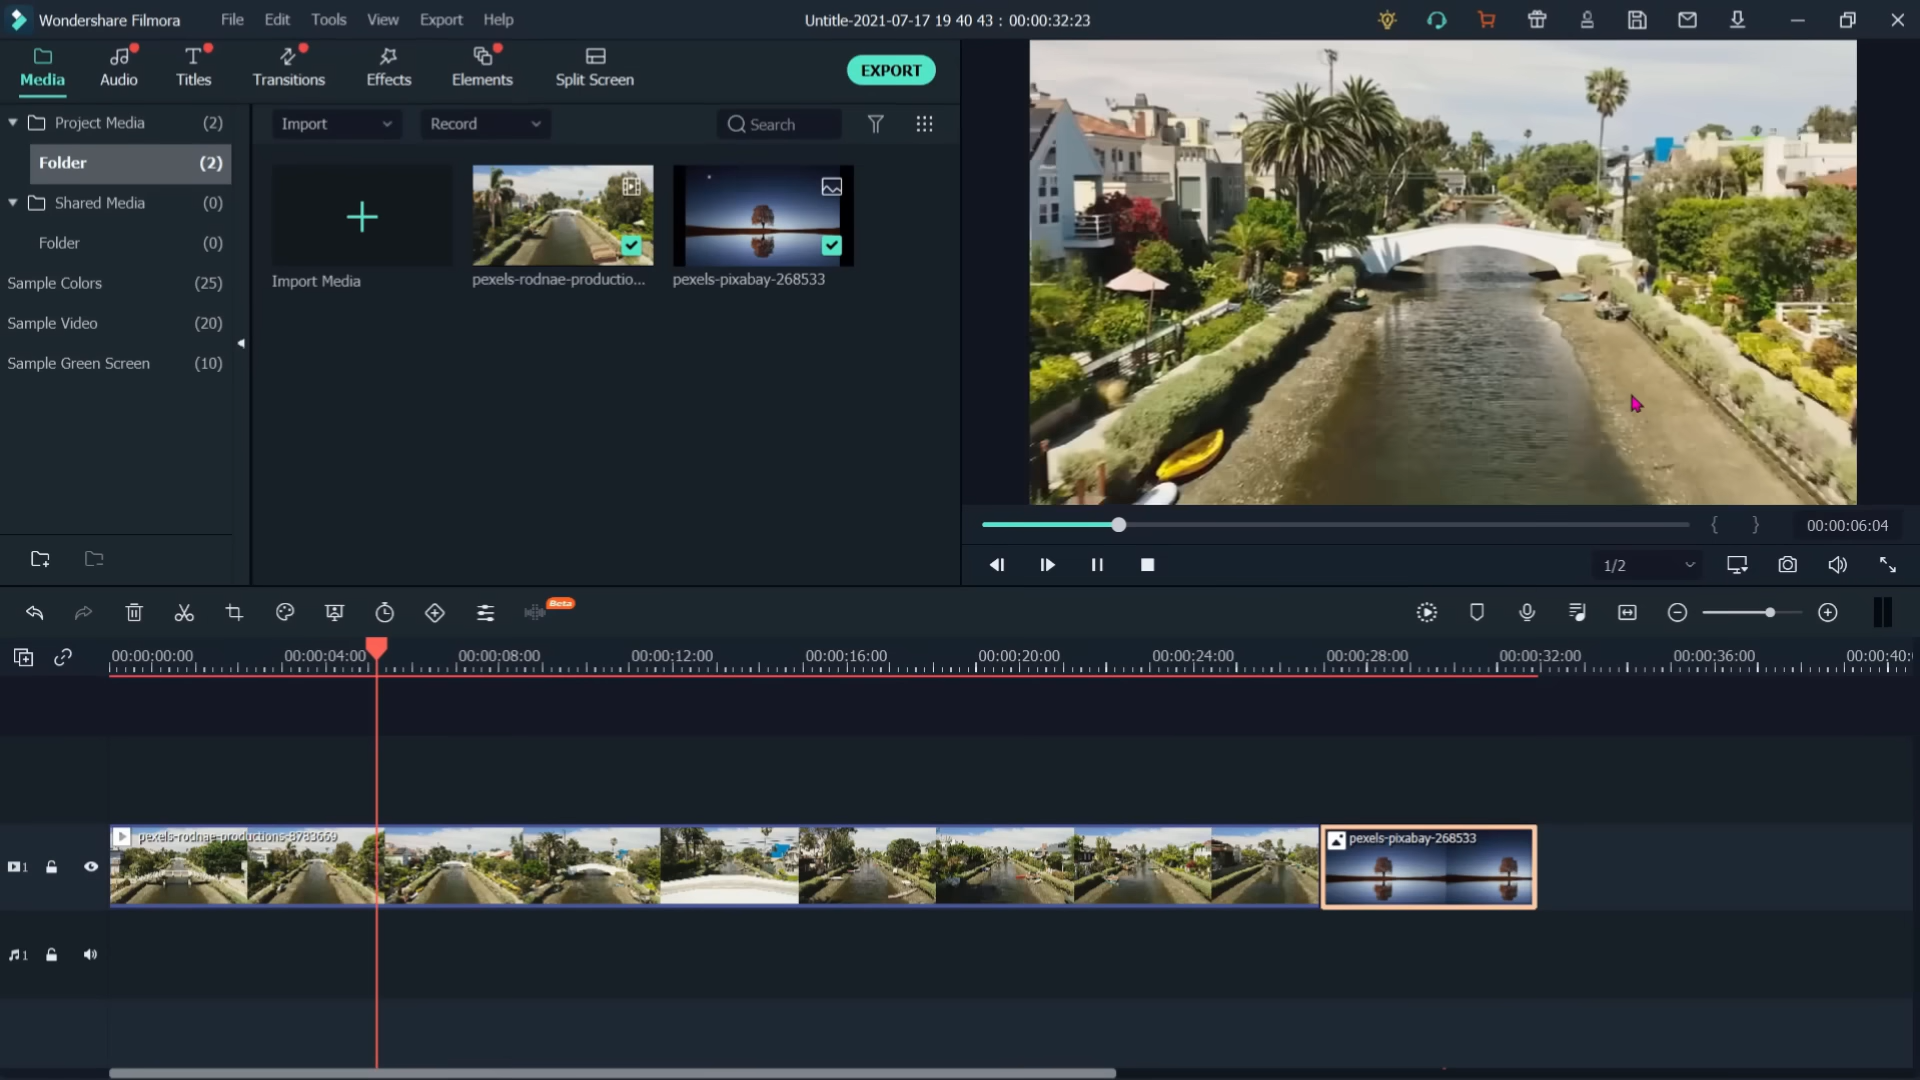 Wondershare Filmora
File
Edit
Tools
View
Export
Help
Untitle-2021-07-17 19 40 43 : 00:00:32:23
Media
Audio
Titles
Transitions
Effects
Elements
Split Screen
EXPORT
Project Media (2)
Folder (2)
Shared Media (0)
Folder (0)
Sample Colors (25)
Sample Video (20)
Sample Green Screen (10)
Import
Record
Search
Import Media
pexels-rodnae-productio...
pexels-pixabay-268533
{ }
00:00:06:04
1/2
Beta
00:00:00:00
00:00:04:00
00:00:08:00
00:00:12:00
00:00:16:00
00:00:20:00
00:00:24:00
00:00:28:00
00:00:32:00
00:00:36:00
00:00:40:
pexels-rodnae-productions-8783669
pexels-pixabay-268533
1
1